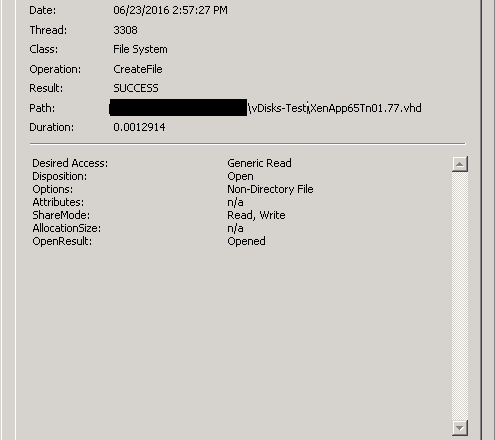 Date: 06/23/2016 2:57:27 PM
Thread: 3308
Class: File System
Operation: CreateFile
Result: SUCCESS
Path: \vDisks-Test\XenApp65Tn01.77.vhd
Duration: 0.0012914
Desired Access: Generic Read
Disposition: Open
Options: Non-Directory File
Attributes: n/a
ShareMode: Read, Write
AllocationSize: n/a
OpenResult: Opened